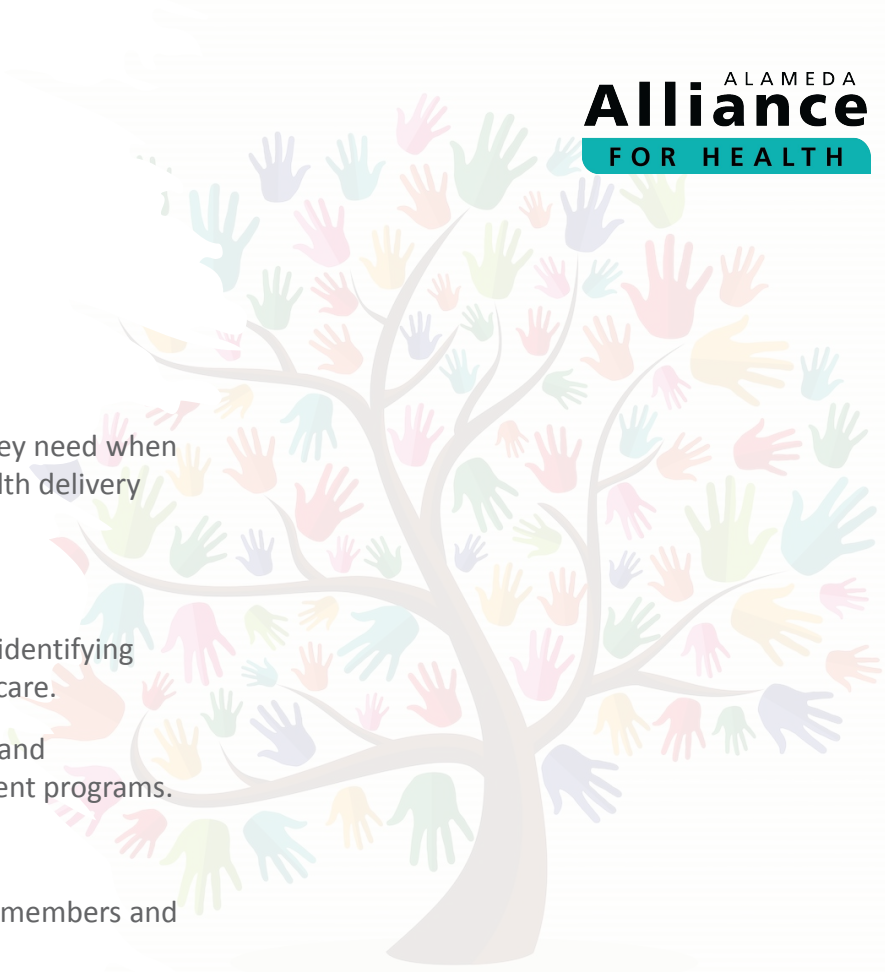 ALAMEDA
Alliance
FOR HEALTH
ey need when
lth delivery
identifying
care.
and
ent programs.
members and